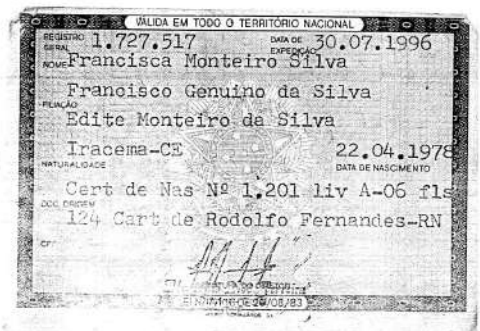 VÁLIDA EM TODO O TERRITÓRIO NACIONAL
REGISTRO GERAL 1.727.517 DATA DE EXPEDIÇÃO 30.07.1996
NOME Francisca Monteiro Silva
FILIAÇÃO Francisco Genuino da Silva
Edite Monteiro da Silva
Iracema-CE 22.04.1978
NATURALIDADE DATA DE NASCIMENTO
Cert de Nas Nº 1.201 liv A-06 fls
DOC. ORIGEM
124 Cart de Rodolfo Fernandes-RN